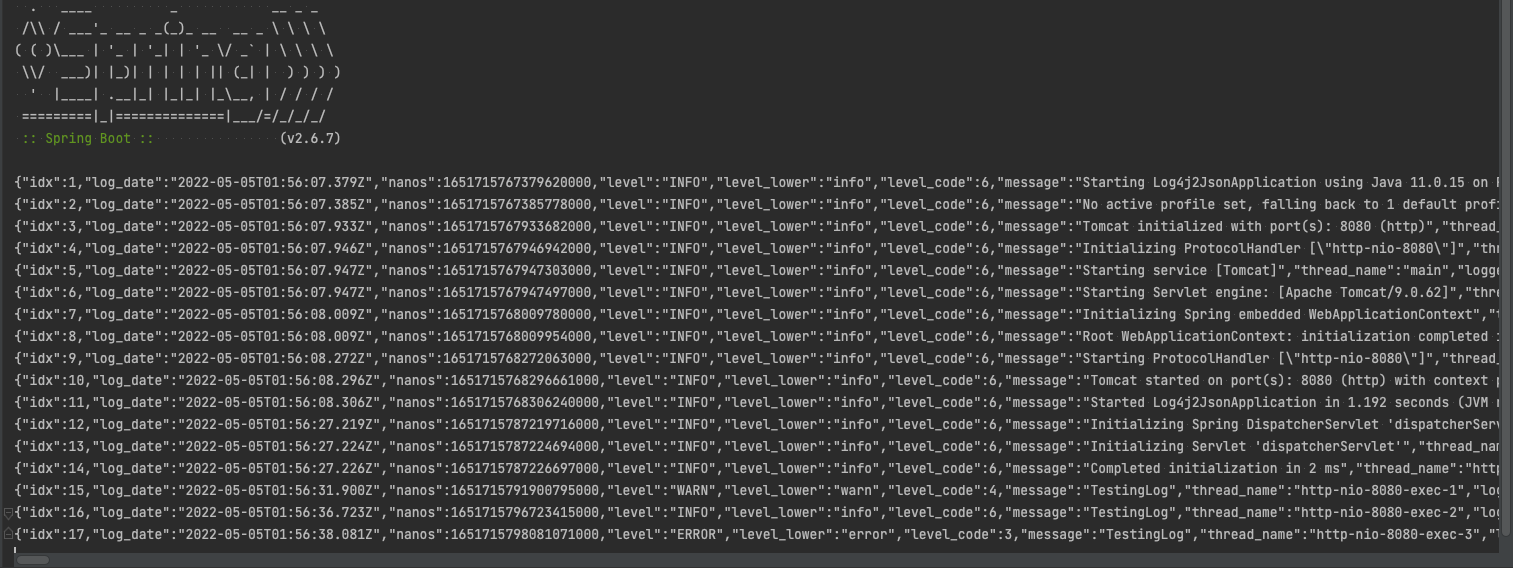 .   ____          _            __ _ _
 /\\ / ___'_ __ _ _(_)_ __  __ _ \ \ \ \
( ( )\___ | '_ | '_| | '_ \/ _` | \ \ \ \
 \\/  ___)| |_)| | | | | || (_| |  ) ) ) )
  '  |____| .__|_| |_|_| |_\__, | / / / /
 =========|_|==============|___/=/_/_/_/
 :: Spring Boot ::                (v2.6.7)
{"idx":1,"log_date":"2022-05-05T01:56:07.379Z","nanos":1651715767379620000,"level":"INFO","level_lower":"info","level_code":6,"message":"Starting Log4j2JsonApplication using Java 11.0.15 on
{"idx":2,"log_date":"2022-05-05T01:56:07.385Z","nanos":1651715767385778000,"level":"INFO","level_lower":"info","level_code":6,"message":"No active profile set, falling back to 1 default profi
{"idx":3,"log_date":"2022-05-05T01:56:07.933Z","nanos":1651715767933682000,"level":"INFO","level_lower":"info","level_code":6,"message":"Tomcat initialized with port(s): 8080 (http)","thread_
{"idx":4,"log_date":"2022-05-05T01:56:07.946Z","nanos":1651715767946942000,"level":"INFO","level_lower":"info","level_code":6,"message":"Initializing ProtocolHandler [\"http-nio-8080\"]","thr
{"idx":5,"log_date":"2022-05-05T01:56:07.947Z","nanos":1651715767947303000,"level":"INFO","level_lower":"info","level_code":6,"message":"Starting service [Tomcat]","thread_name":"main","logge
{"idx":6,"log_date":"2022-05-05T01:56:07.947Z","nanos":1651715767947497000,"level":"INFO","level_lower":"info","level_code":6,"message":"Starting Servlet engine: [Apache Tomcat/9.0.62]","thre
{"idx":7,"log_date":"2022-05-05T01:56:08.009Z","nanos":1651715768009780000,"level":"INFO","level_lower":"info","level_code":6,"message":"Initializing Spring embedded WebApplicationContext","t
{"idx":8,"log_date":"2022-05-05T01:56:08.009Z","nanos":1651715768009954000,"level":"INFO","level_lower":"info","level_code":6,"message":"Root WebApplicationContext: initialization completed i
{"idx":9,"log_date":"2022-05-05T01:56:08.272Z","nanos":1651715768272063000,"level":"INFO","level_lower":"info","level_code":6,"message":"Starting ProtocolHandler [\"http-nio-8080\"]","thread_
{"idx":10,"log_date":"2022-05-05T01:56:08.296Z","nanos":1651715768296661000,"level":"INFO","level_lower":"info","level_code":6,"message":"Tomcat started on port(s): 8080 (http) with context p
{"idx":11,"log_date":"2022-05-05T01:56:08.306Z","nanos":1651715768306240000,"level":"INFO","level_lower":"info","level_code":6,"message":"Started Log4j2JsonApplication in 1.192 seconds (JVM r
{"idx":12,"log_date":"2022-05-05T01:56:27.219Z","nanos":1651715787219716000,"level":"INFO","level_lower":"info","level_code":6,"message":"Initializing Spring DispatcherServlet 'dispatcherServ
{"idx":13,"log_date":"2022-05-05T01:56:27.224Z","nanos":1651715787224694000,"level":"INFO","level_lower":"info","level_code":6,"message":"Initializing Servlet 'dispatcherServlet'","thread_nam
{"idx":14,"log_date":"2022-05-05T01:56:27.226Z","nanos":1651715787226697000,"level":"INFO","level_lower":"info","level_code":6,"message":"Completed initialization in 2 ms","thread_name":"http
{"idx":15,"log_date":"2022-05-05T01:56:31.900Z","nanos":1651715791900795000,"level":"WARN","level_lower":"warn","level_code":4,"message":"TestingLog","thread_name":"http-nio-8080-exec-1","log
{"idx":16,"log_date":"2022-05-05T01:56:36.723Z","nanos":1651715796723415000,"level":"INFO","level_lower":"info","level_code":6,"message":"TestingLog","thread_name":"http-nio-8080-exec-2","log
{"idx":17,"log_date":"2022-05-05T01:56:38.081Z","nanos":1651715798081071000,"level":"ERROR","level_lower":"error","level_code":3,"message":"TestingLog","thread_name":"http-nio-8080-exec-3","